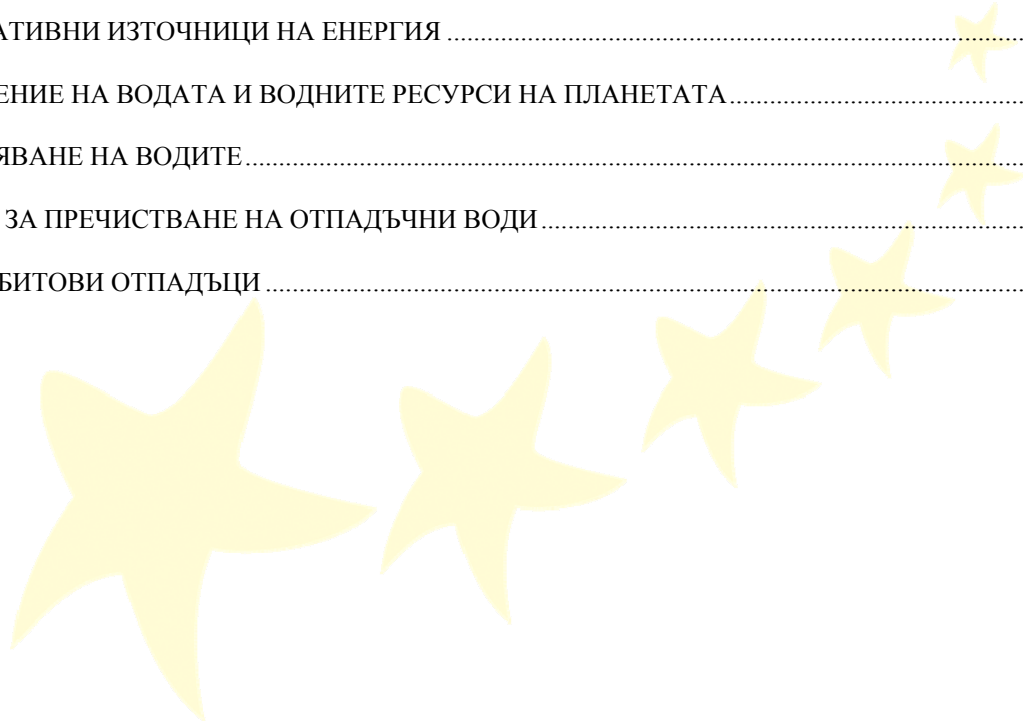 АТИВНИ ИЗТОЧНИЦИ НА ЕНЕРГИЯ
ЕНИЕ НА ВОДАТА И ВОДНИТЕ РЕСУРСИ НА ПЛАНЕТАТА
ЯВАНЕ НА ВОДИТЕ
ЗА ПРЕЧИСТВАНЕ НА ОТПАДЪЧНИ ВОДИ
БИТОВИ ОТПАДЪЦИ